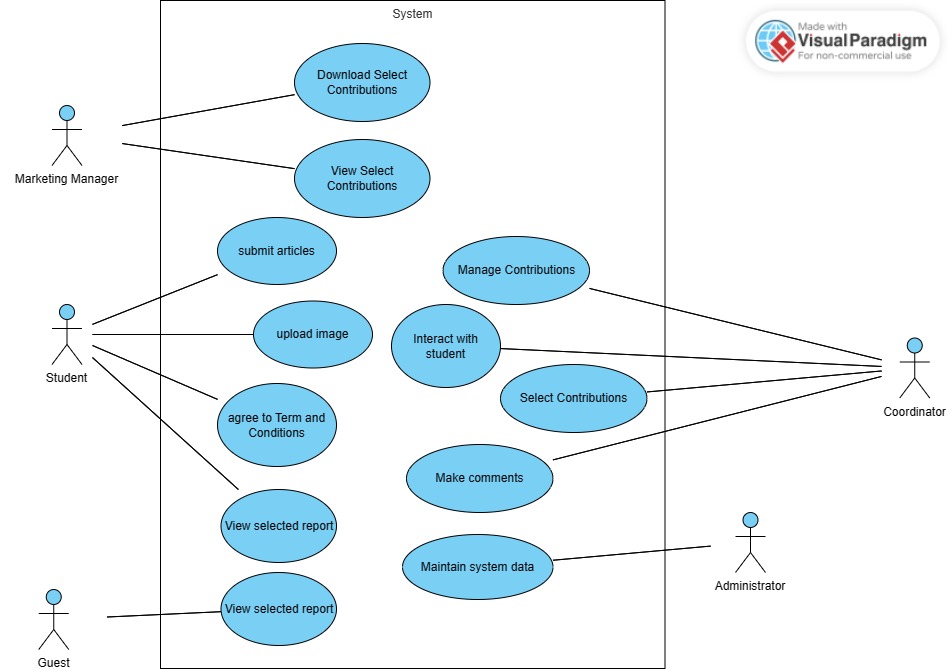 System
Made with
VisualParadigm
For non-commercial use
Download Select
Contributions
Marketing Manager
View Select
Contributions
submit articles
Manage Contributions
upload image
Interact with
student
Student
Select Contributions
Coordinator
agree to Term and
Conditions
Make comments
View selected report
Maintain system data
Administrator
View selected report
Guest